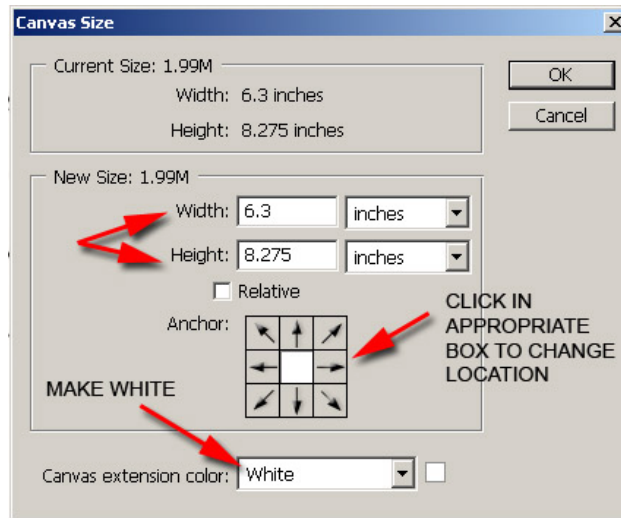 Canvas Size
Current Size: 1.99M
OK
Width: 6.3 inches
Cancel
Height: 8.275 inches
New Size: 1.99M
Width: 6.3 inches
Height: 8.275 inches
Relative
Anchor:
CLICK IN
APPROPRIATE
BOX TO CHANGE
LOCATION
MAKE WHITE
Canvas extension color: White